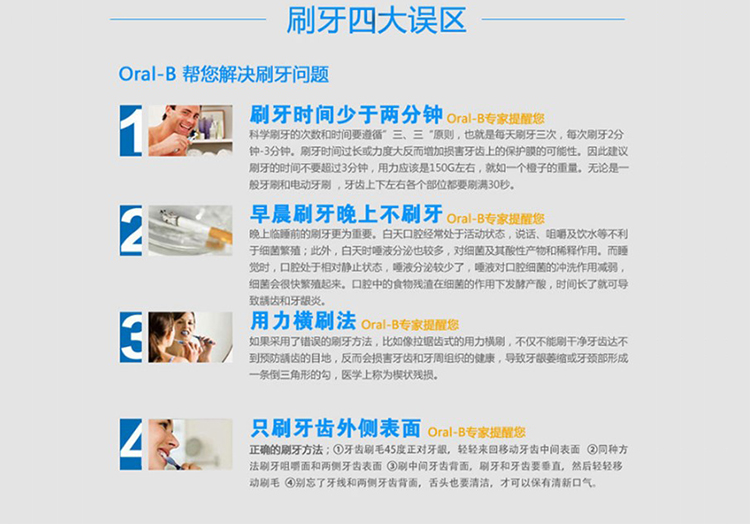 刷牙四大误区
Oral-B 帮您解决刷牙问题
1
刷牙时间少于两分钟 Oral-B专家提醒您
科学刷牙的次数和时间要遵循"三、三"原则，也就是每天刷牙三次，每次刷牙2分
钟-3分钟。刷牙时间过长或力度大反而增加损害牙齿上的保护膜的可能性。因此建议
刷牙的时间不要超过3分钟，用力应该是150G左右，就如一个橙子的重量。无论是一
般牙刷和电动牙刷，牙齿上下左右各个部位都要刷满30秒。
2
早晨刷牙晚上不刷牙 Oral-B专家提醒您
晚上临睡前的刷牙更为重要。白天口腔经常处于活动状态，说话、咀嚼及饮水等不利
于细菌繁殖；此外，白天时唾液分泌也较多，对细菌及其酸性产物和稀释作用。而睡
觉时，口腔处于相对静止状态，唾液分泌较少了，唾液对口腔细菌的冲洗作用减弱，
细菌会很快繁殖起来。口腔中的食物残渣在细菌的作用下发酵产酸，时间长了就可导
致龋齿和牙龈炎。
3
用力横刷法 Oral-B专家提醒您
如果采用了错误的刷牙方法，比如像拉锯齿式的用力横刷，不仅不能刷干净牙齿达不
到预防龋齿的目地，反而会损害牙齿和牙周组织的健康，导致牙龈萎缩或牙颈部形成
一条倒三角形的勾，医学上称为楔状残损。
4
只刷牙齿外侧表面 Oral-B专家提醒您
正确的刷牙方法；①牙齿刷毛45度正对牙龈，轻轻来回移动牙齿中间表面 ②同种方
法刷牙咀嚼面和两侧牙齿表面 ③刷中间牙齿背面，刷牙和牙齿要垂直，然后轻轻移
动刷毛 ④别忘了牙线和两侧牙齿背面，舌头也要清洁，才可以保有清新口气。